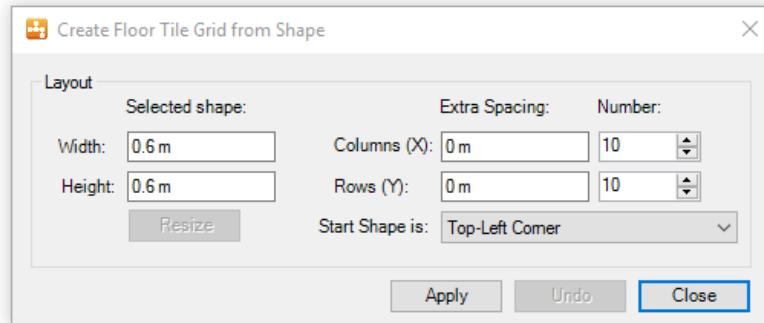 Create Floor Tile Grid from Shape
Layout
Selected shape: Extra Spacing: Number:
Width: 0.6 m Columns (X): 0 m 10
Height: 0.6 m Rows (Y): 0 m 10
Resize Start Shape is: Top-Left Corner
Apply Undo Close